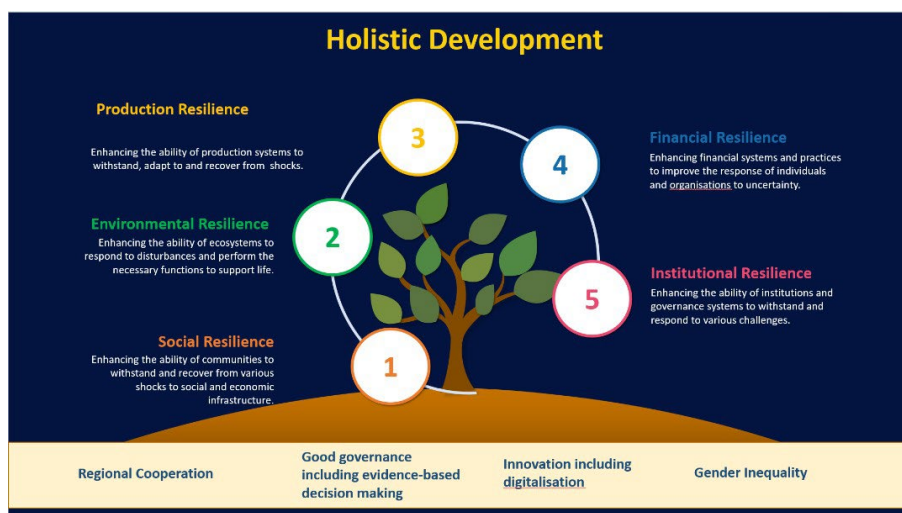 Holistic Development
Production Resilience
Enhancing the ability of production systems to
withstand, adapt to and recover from shocks.
3
4
Financial Resilience
Enhancing financial systems and practices
to improve the response of individuals
and organisations to uncertainty.
Environmental Resilience
Enhancing the ability of ecosystems to
respond to disturbances and perform the
necessary functions to support life.
2
5
Institutional Resilience
Enhancing the ability of institutions and
governance systems to withstand and
respond to various challenges.
Social Resilience
Enhancing the ability of communities to
withstand and recover from various
shocks to social and economic
infrastructure.
1
Regional Cooperation
Good governance
including evidence-based
decision making
Innovation including
digitalisation
Gender Inequality